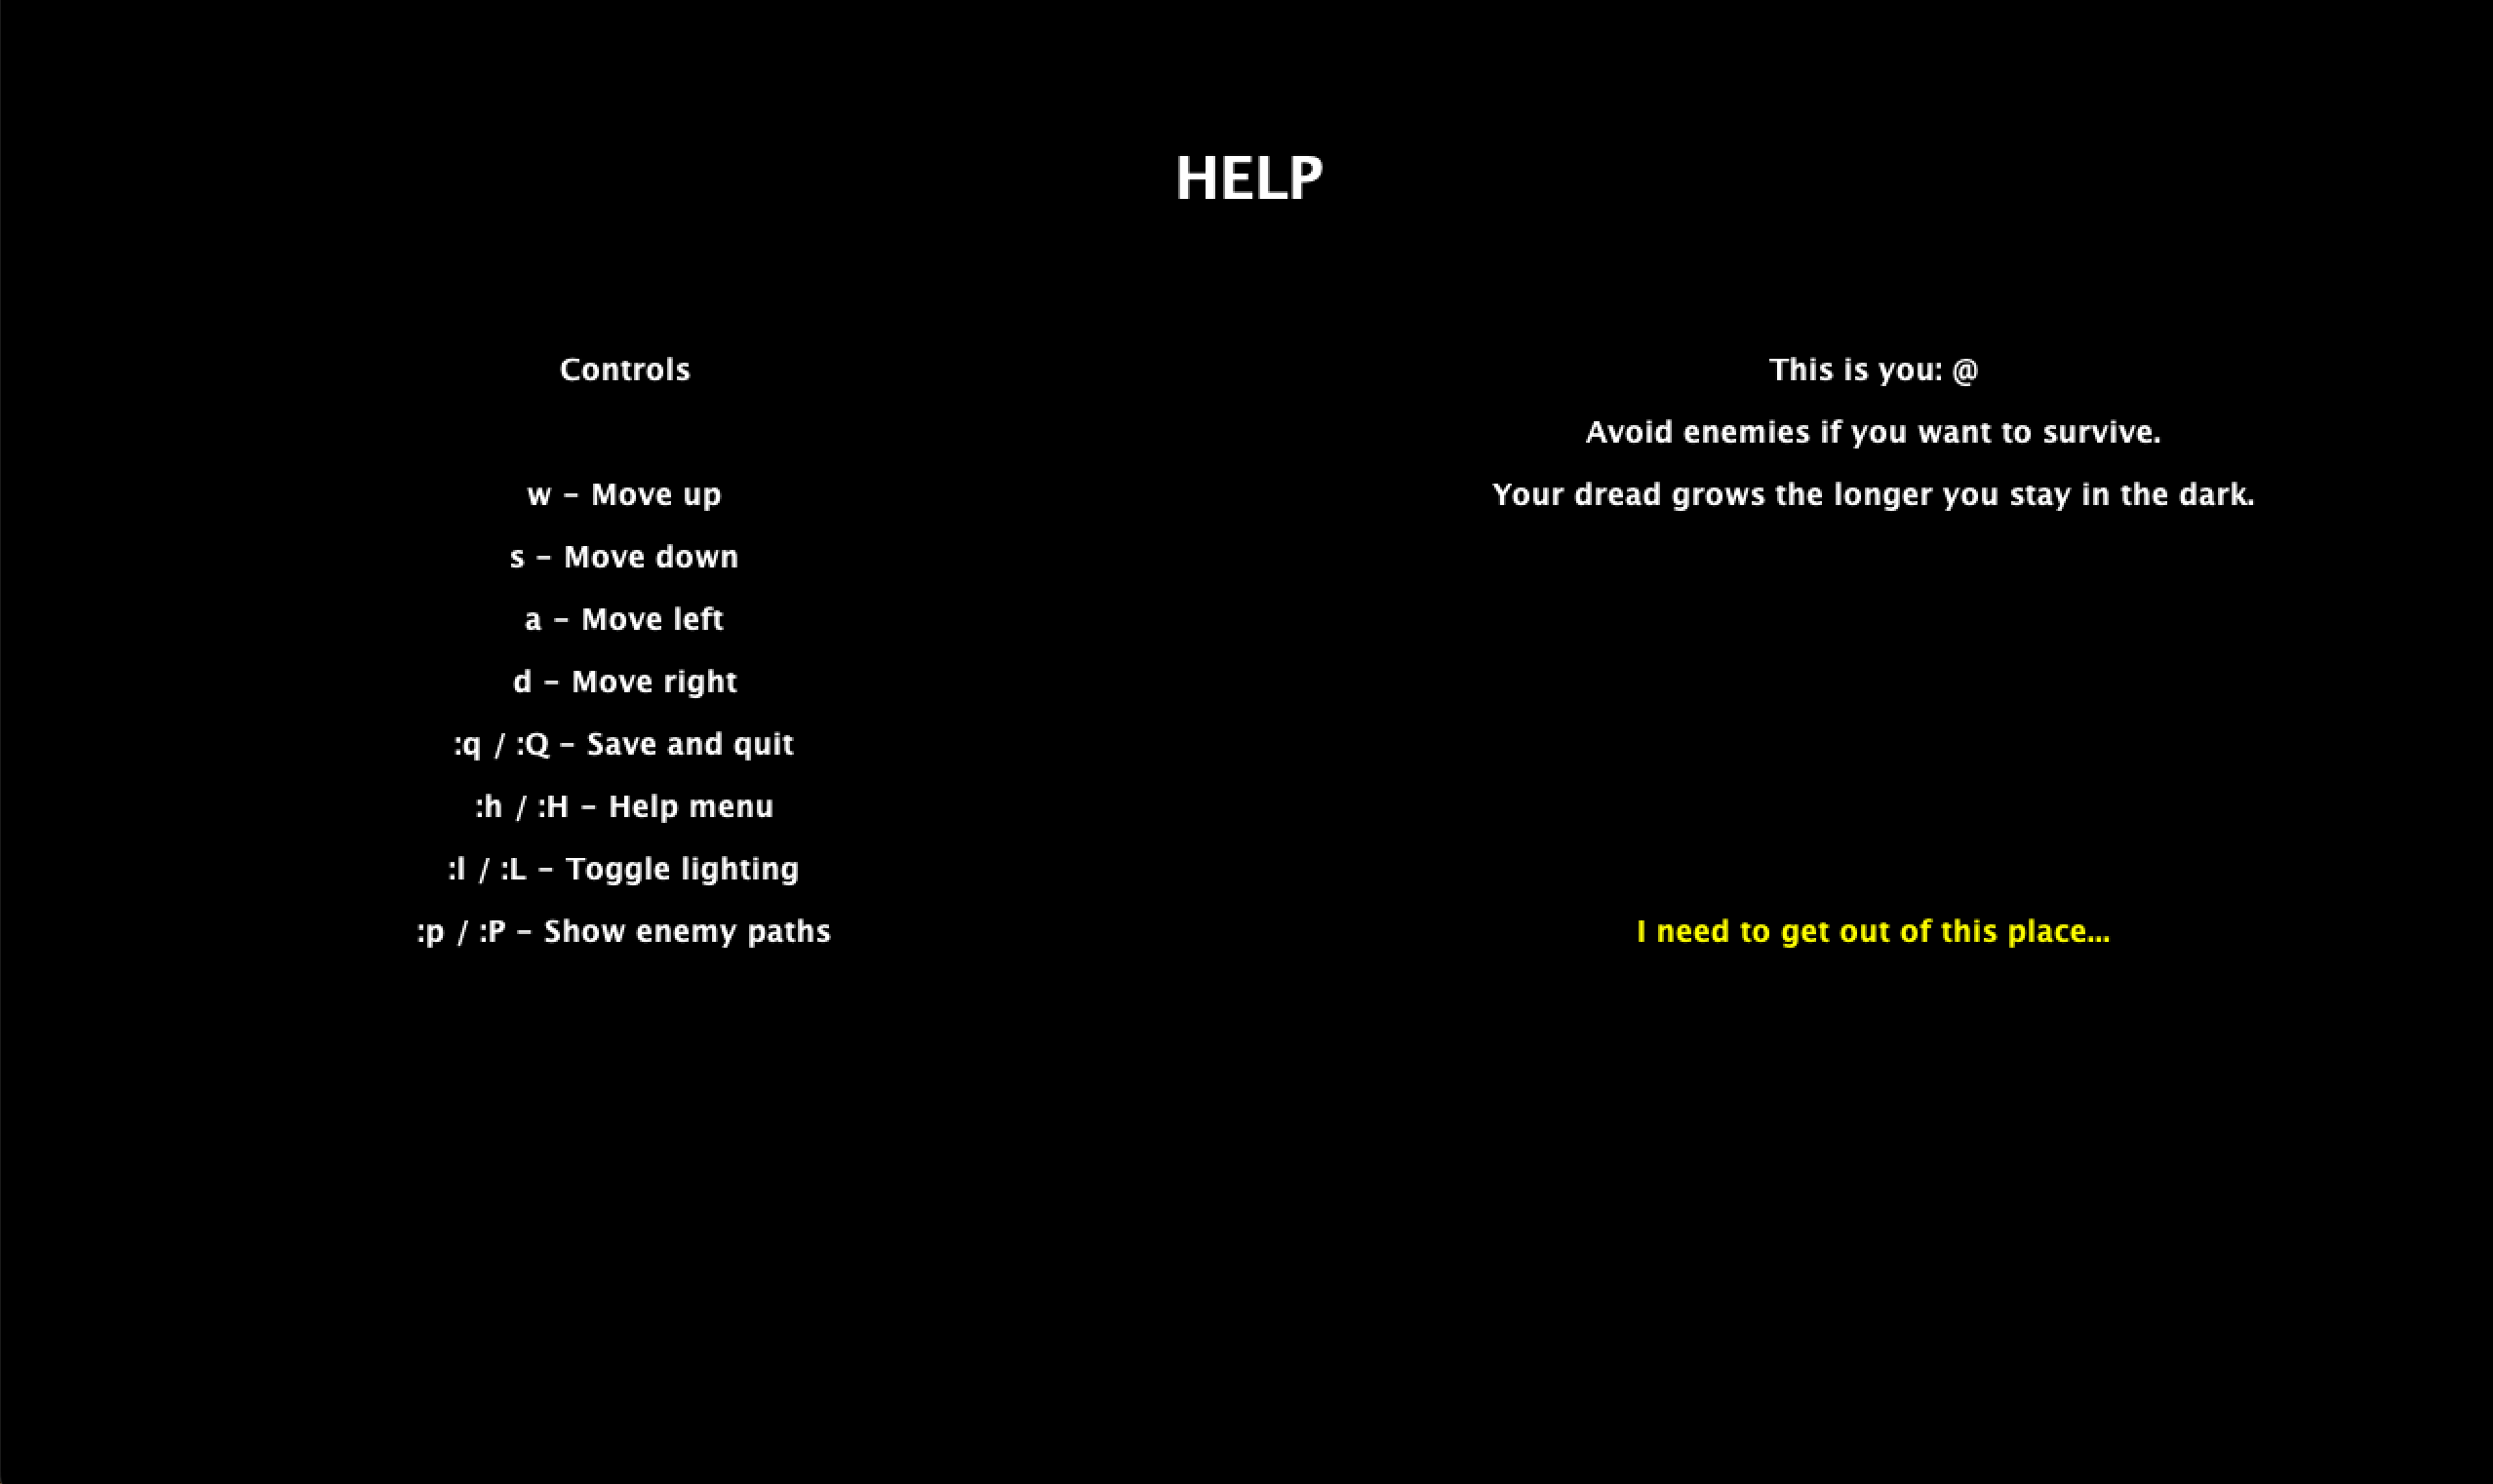 HELP
Controls
w – Move up
s – Move down
a – Move left
d – Move right
:q / :Q – Save and quit
:h / :H – Help menu
:l / :L – Toggle lighting
:p / :P – Show enemy paths
This is you: @
Avoid enemies if you want to survive.
Your dread grows the longer you stay in the dark.
I need to get out of this place...